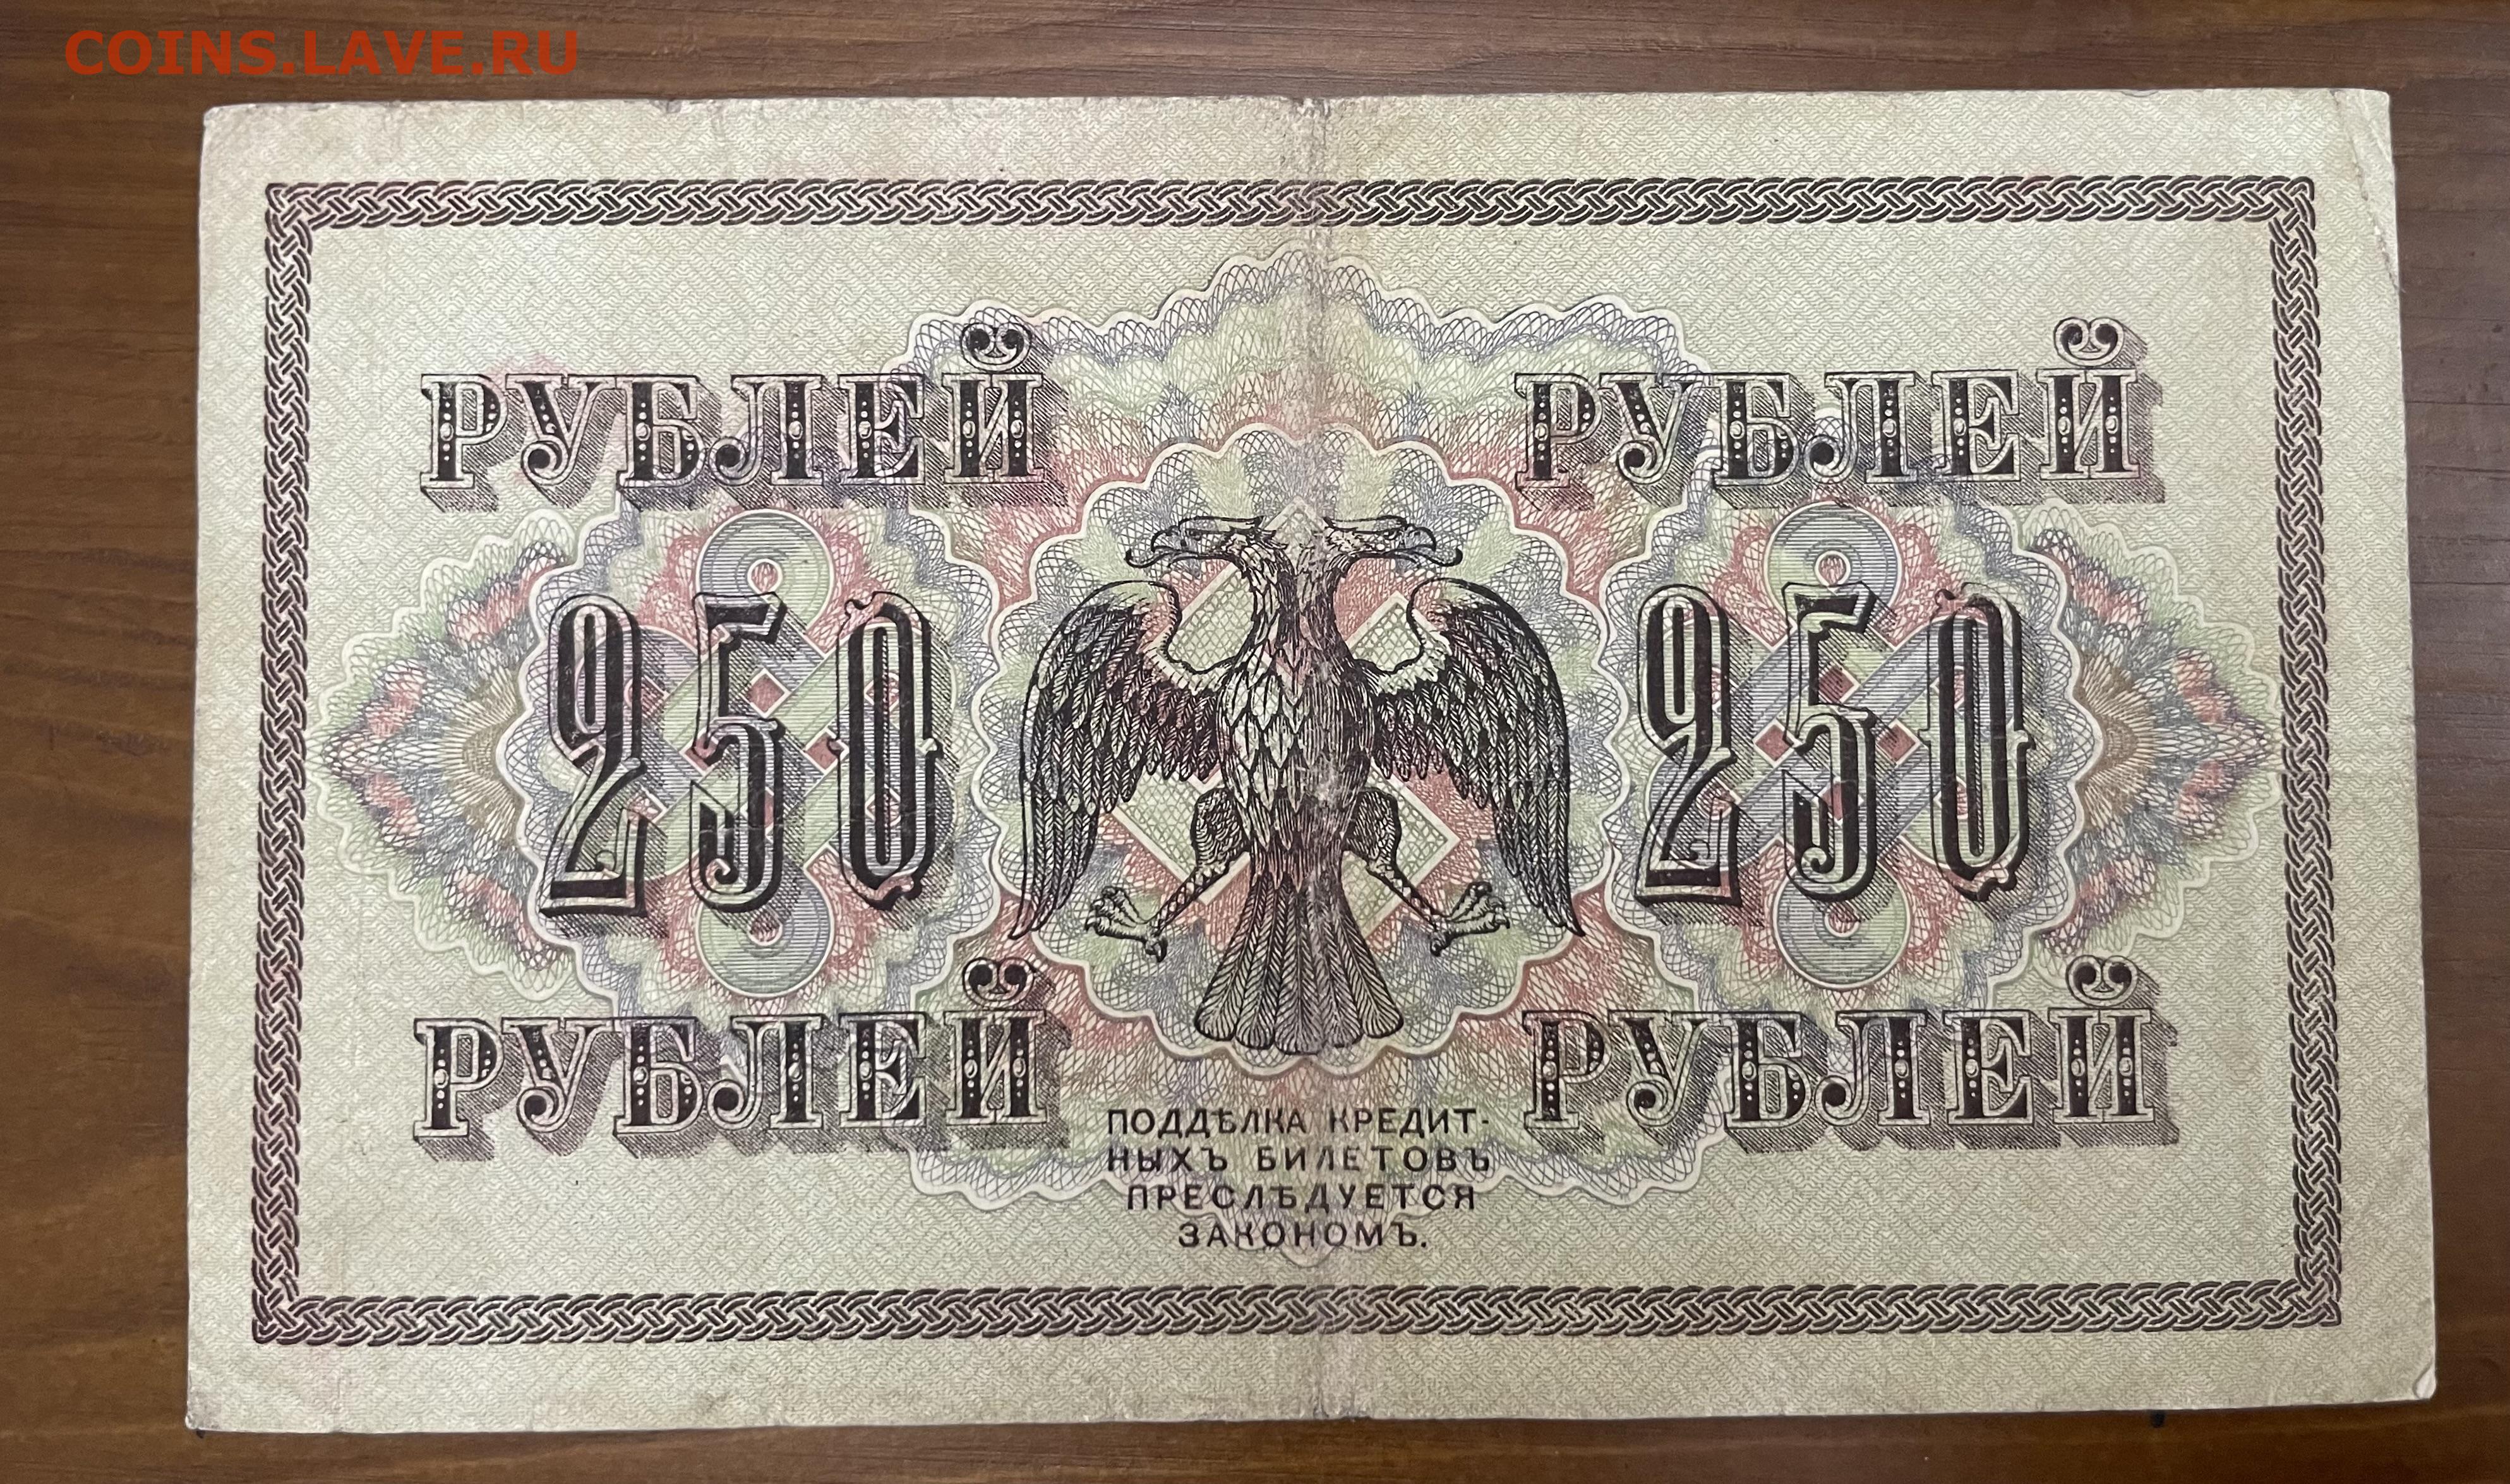 COINS.LAVE.RU
РУБЛЕЙ РУБЛЕЙ
250 250
РУБЛЕЙ РУБЛЕЙ
ПОДДѢЛКА КРЕДИТ-
НЫХЪ БИЛЕТОВЪ
ПРЕСЛѢДУЕТСЯ
ЗАКОНОМЪ.